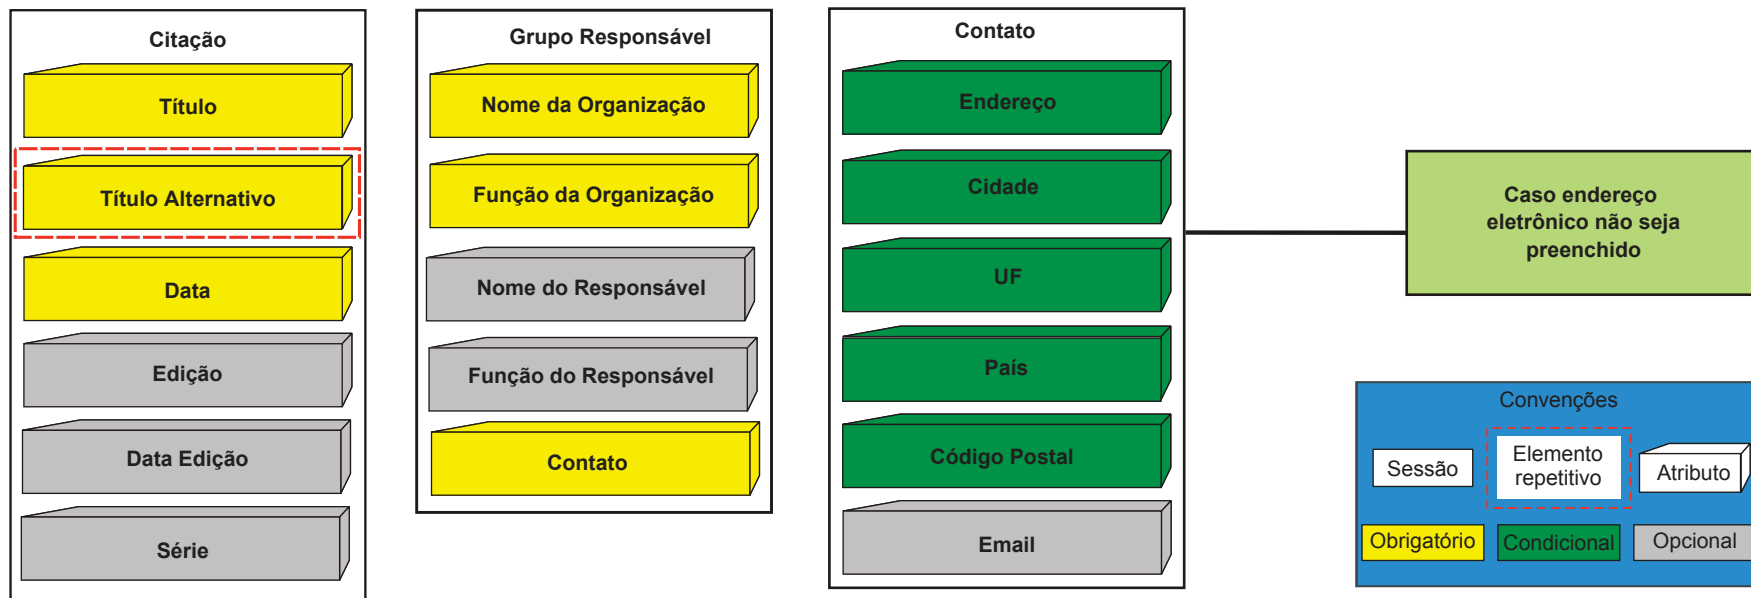 Citação
Título
Título Alternativo
Data
Edição
Data Edição
Série
Grupo Responsável
Nome da Organização
Função da Organização
Nome do Responsável
Função do Responsável
Contato
Contato
Endereço
Cidade
UF
País
Código Postal
Email
Caso endereço
eletrônico não seja
preenchido
Convenções
Sessão
Elemento
repetitivo
Atributo
Obrigatório
Condicional
Opcional